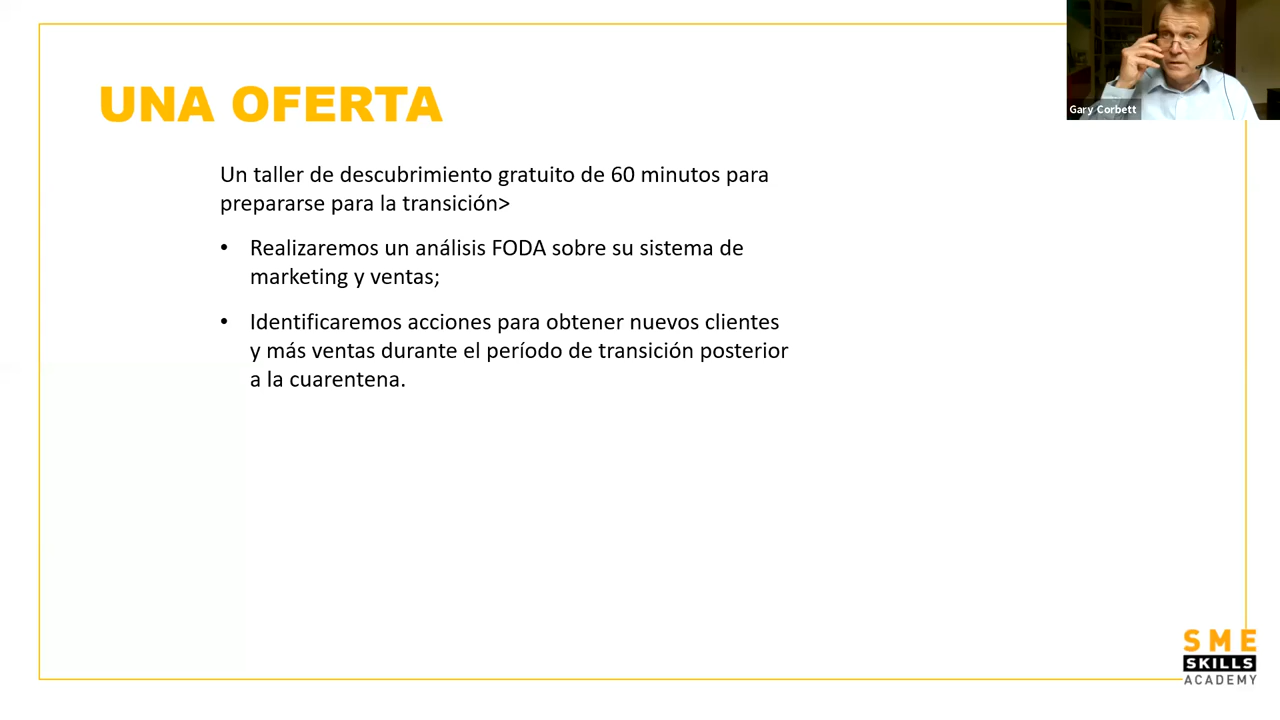 UNA OFERTA
Un taller de descubrimiento gratuito de 60 minutos para
prepararse para la transición>
• Realizaremos un análisis FODA sobre su sistema de
marketing y ventas;
• Identificaremos acciones para obtener nuevos clientes
y más ventas durante el período de transición posterior
a la cuarentena.
Gary Corbett
SME
SKILLS
ACADEMY